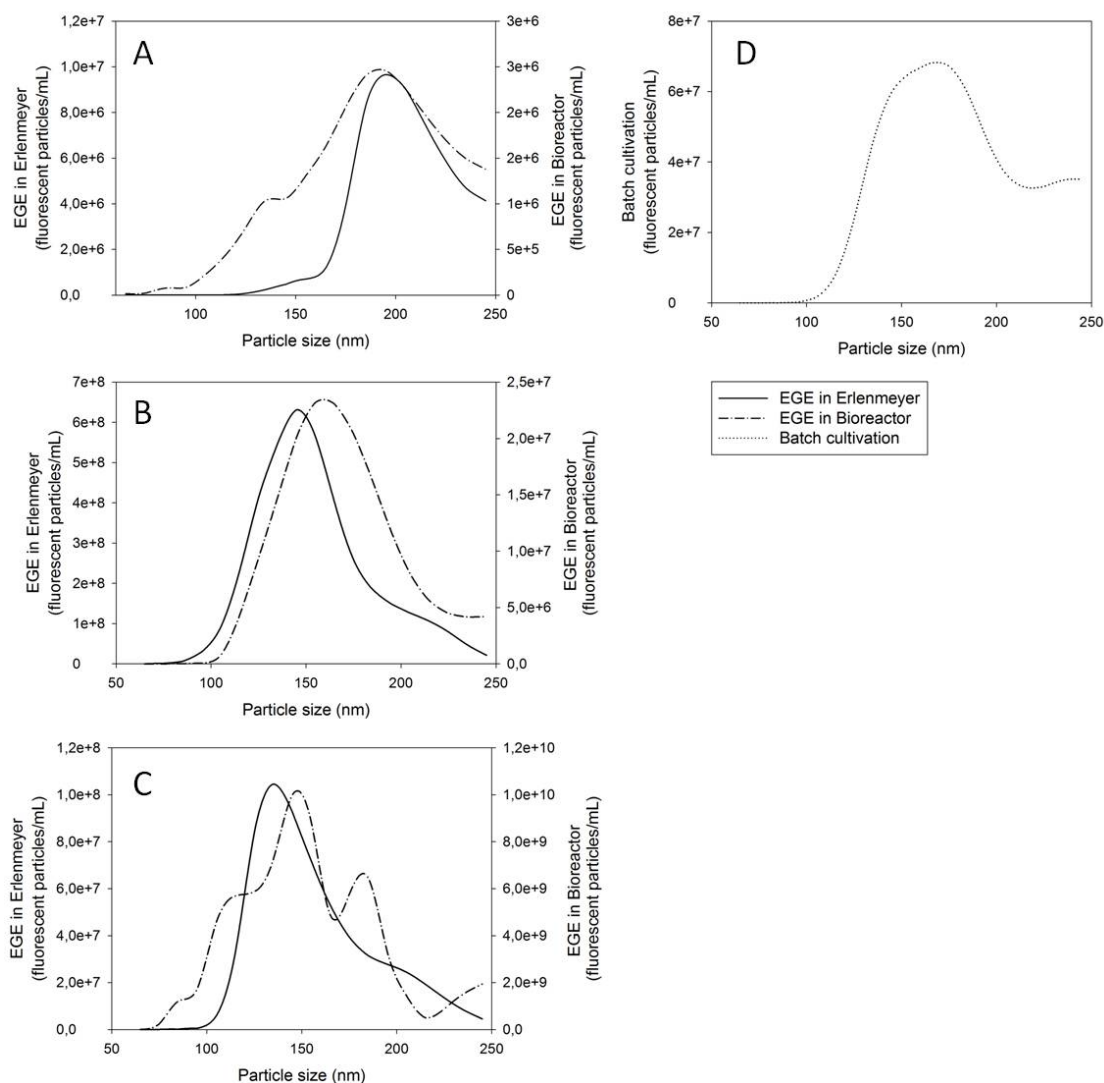 A
EGE in Erlenmeyer
(fluorescent particles/mL)
1,2e+7
1,0e+7
8,0e+6
6,0e+6
4,0e+6
2,0e+6
0,0
3e+6
3e+6
2e+6
2e+6
1e+6
5e+5
0
EGE in Bioreactor
(fluorescent particles/mL)
100 150 200 250
Particle size (nm)
D
Batch cultivation
(fluorescent particles/mL)
8e+7
6e+7
4e+7
2e+7
0
50 100 150 200 250
Particle size (nm)
EGE in Erlenmeyer
EGE in Bioreactor
Batch cultivation
B
EGE in Erlenmeyer
(fluorescent particles/mL)
7e+8
6e+8
5e+8
4e+8
3e+8
2e+8
1e+8
0
2,5e+7
2,0e+7
1,5e+7
1,0e+7
5,0e+6
0,0
EGE in Bioreactor
(fluorescent particles/mL)
50 100 150 200 250
Particle size (nm)
C
EGE in Erlenmeyer
(fluorescent particles/mL)
1,2e+8
1,0e+8
8,0e+7
6,0e+7
4,0e+7
2,0e+7
0,0
1,2e+10
1,0e+10
8,0e+9
6,0e+9
4,0e+9
2,0e+9
0,0
EGE in Bioreactor
(fluorescent particles/mL)
50 100 150 200 250
Particle size (nm)